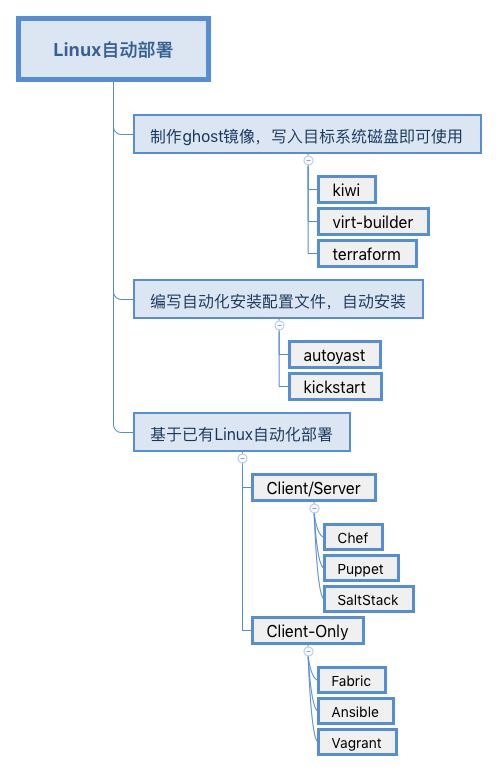 Linux自动部署
制作ghost镜像，写入目标系统磁盘即可使用
kiwi
virt-builder
terraform
编写自动化安装配置文件，自动安装
autoyast
kickstart
基于已有Linux自动化部署
Client/Server
Chef
Puppet
SaltStack
Client-Only
Fabric
Ansible
Vagrant